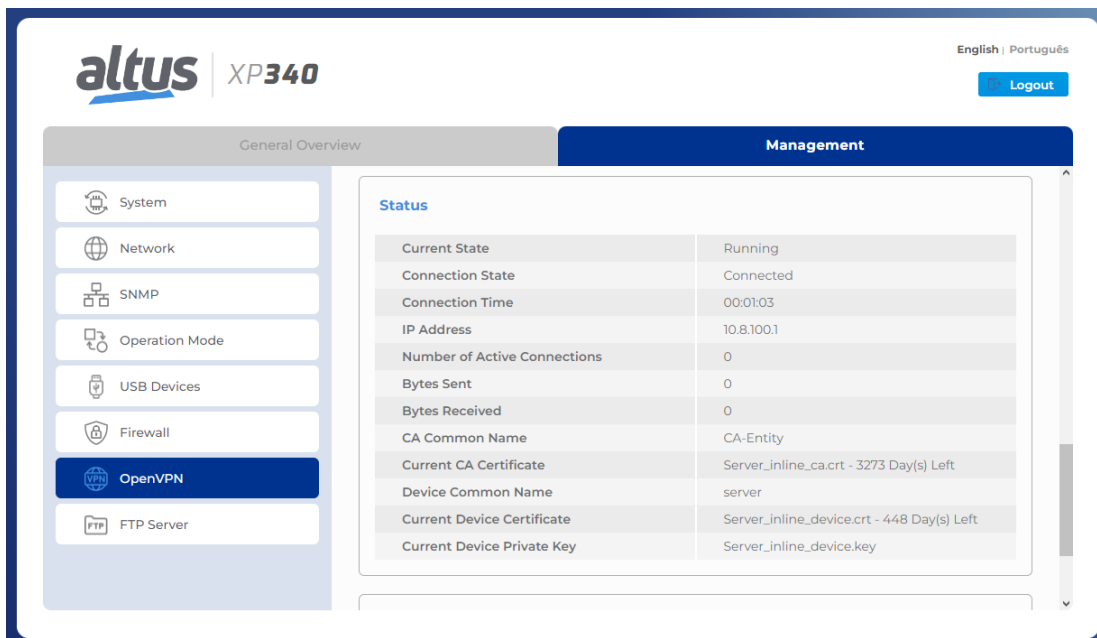 altus XP340
English | Português
Logout
General Overview
Management
System
Network
SNMP
Operation Mode
USB Devices
Firewall
VPN OpenVPN
FTP FTP Server
Status
Current State Running
Connection State Connected
Connection Time 00:01:03
IP Address 10.8.100.1
Number of Active Connections 0
Bytes Sent 0
Bytes Received 0
CA Common Name CA-Entity
Current CA Certificate Server_inline_ca.crt - 3273 Day(s) Left
Device Common Name server
Current Device Certificate Server_inline_device.crt - 448 Day(s) Left
Current Device Private Key Server_inline_device.key